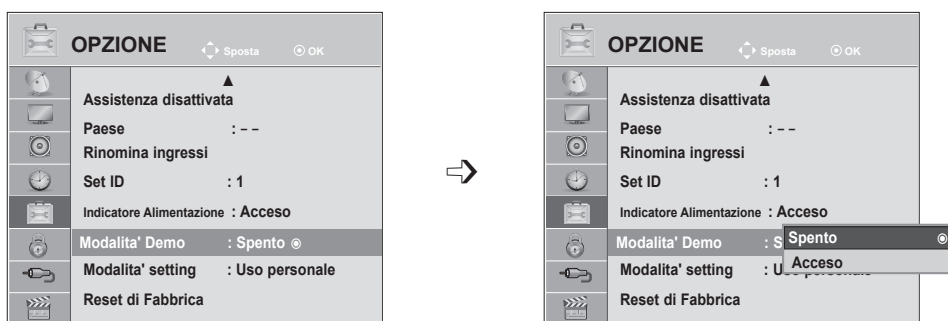 OPZIONE Sposta OK
Assistenza disattivata
Paese : – –
Rinomina ingressi
Set ID : 1
Indicatore Alimentazione : Acceso
Modalita' Demo : Spento
Modalita' setting : Uso personale
Reset di Fabbrica
OPZIONE Sposta OK
Assistenza disattivata
Paese : – –
Rinomina ingressi
Set ID : 1
Indicatore Alimentazione : Acceso
Modalita' Demo : S
Spento
Acceso
Modalita' setting : Uso personale
Reset di Fabbrica